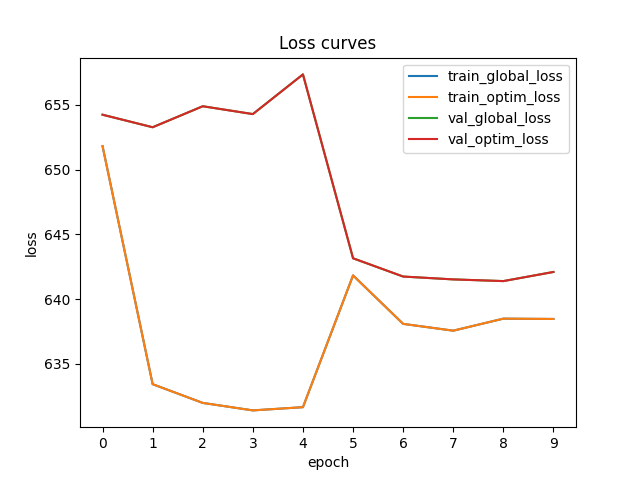 Loss curves
train_global_loss
train_optim_loss
val_global_loss
val_optim_loss
655
650
645
640
635
loss
0 1 2 3 4 5 6 7 8 9
epoch